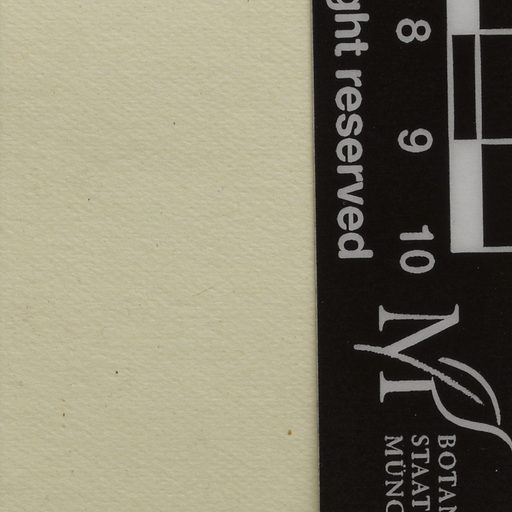 ght reserved
8
9
10
M
BOTAN
STAAT
MÜNC